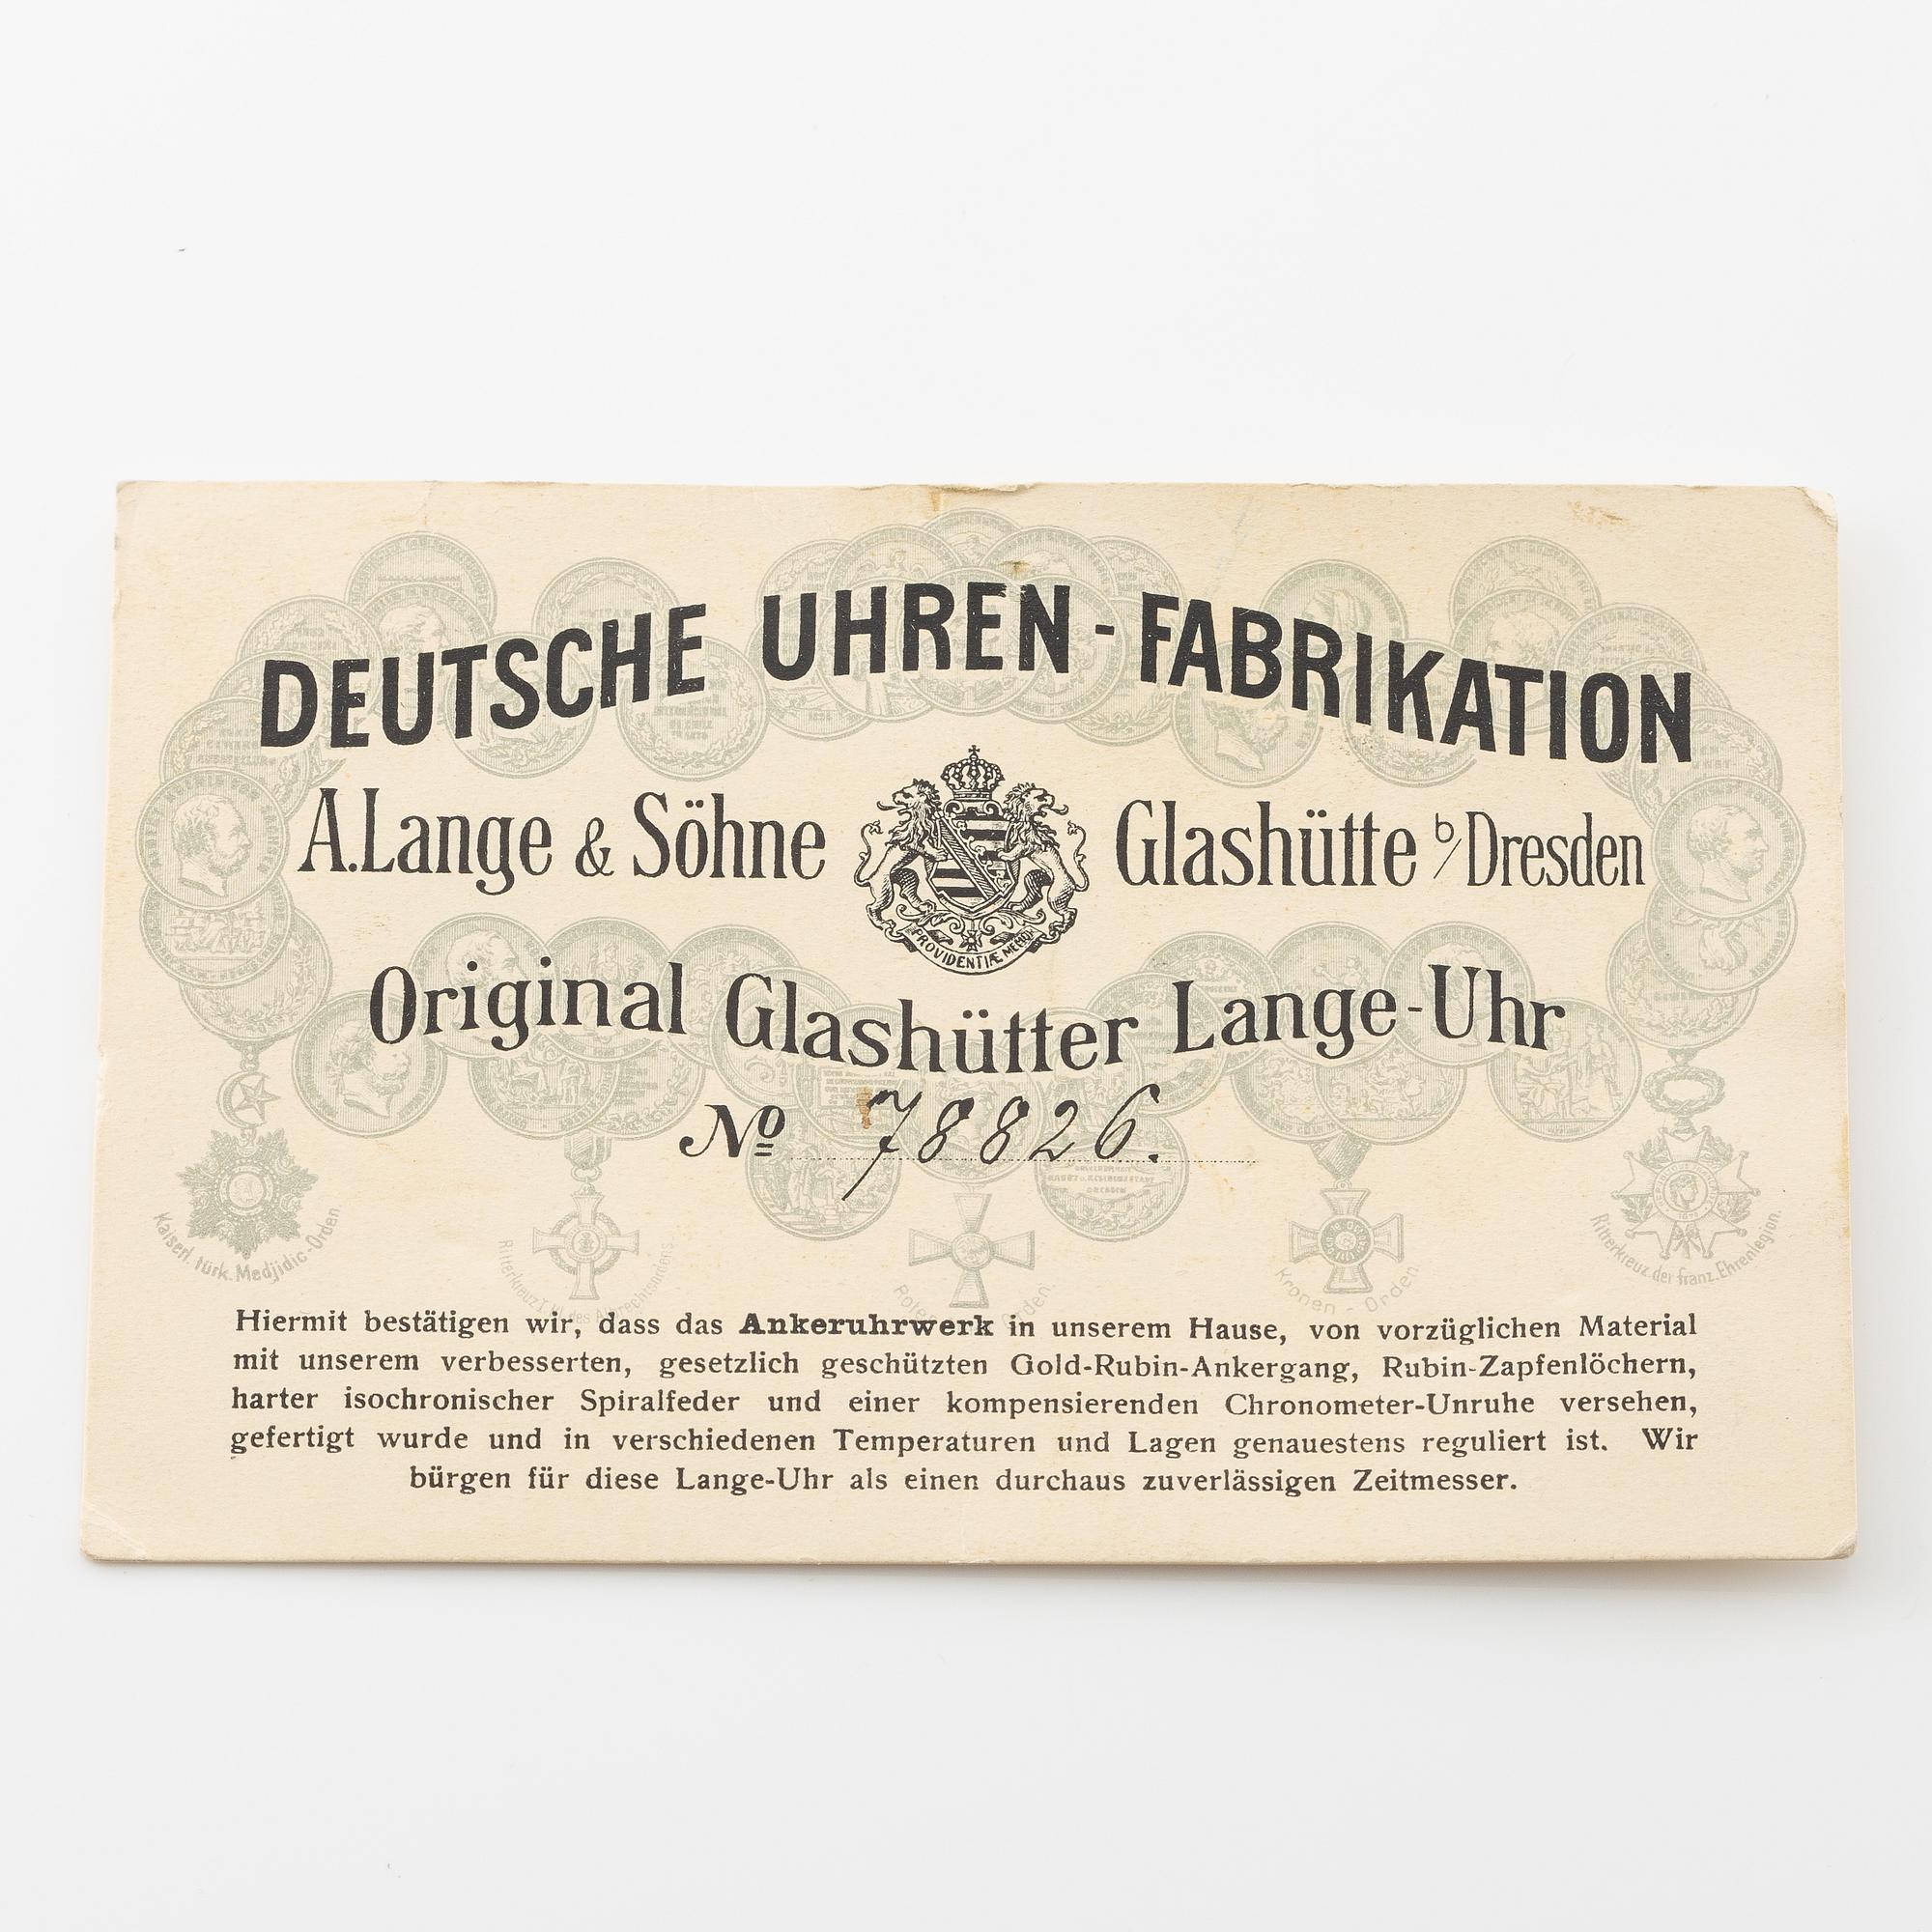 DEUTSCHE UHREN-FABRIKATION
A.Lange & Söhne Glashütte b/Dresden
PROVIDENTIÆ MEMOR
Original Glashütter Lange-Uhr
No 78826.
Kaiserl. türk. Medjidic-Orden
Kronen-Orden
Ritterkreuz der franz. Ehrenlegion.
Hiermit bestätigen wir, dass das Ankeruhrwerk in unserem Hause, von vorzüglichen Material
mit unserem verbesserten, gesetzlich geschützten Gold-Rubin-Ankergang, Rubin-Zapfenlöchern,
harter isochronischer Spiralfeder und einer kompensierenden Chronometer-Unruhe versehen,
gefertigt wurde und in verschiedenen Temperaturen und Lagen genauestens reguliert ist. Wir
bürgen für diese Lange-Uhr als einen durchaus zuverlässigen Zeitmesser.